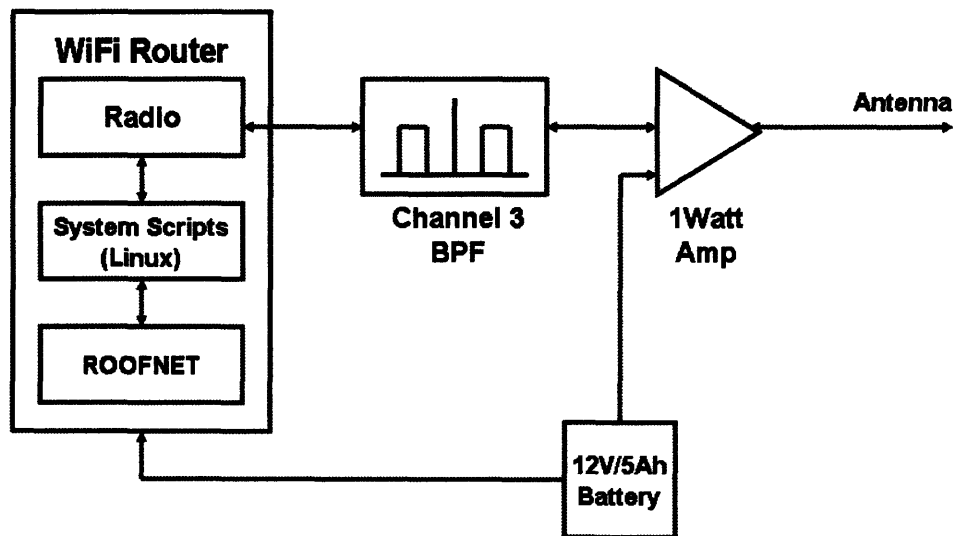 WiFi Router
Radio
System Scripts
(Linux)
ROOFNET
Channel 3
BPF
1Watt
Amp
Antenna
12V/5Ah
Battery